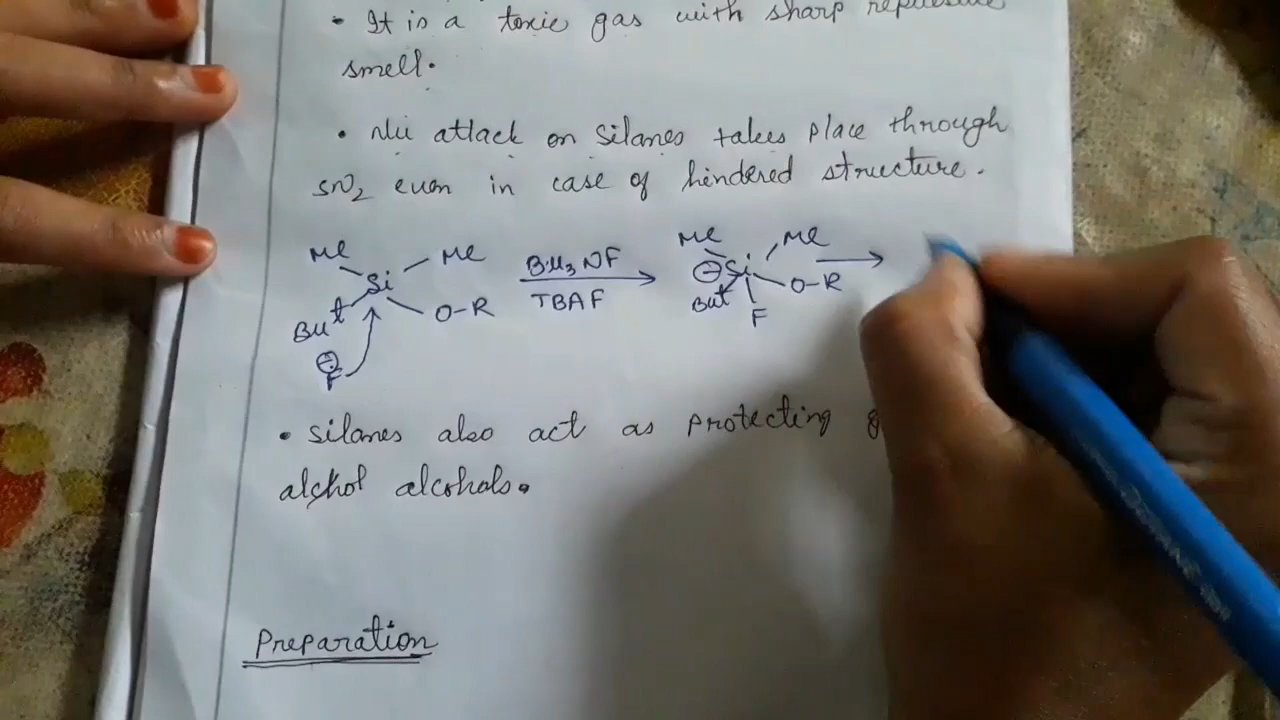 • It is a toxic gas with sharp repulsive
smell.
• Nu attack on silanes takes place through
SN2 even in case of hindered structure.
Me Me Si But O-R F ⊖
Bu3NF
TBAF
Me Me ⊖Si But O-R F
• silanes also act as protecting
alchol alcohols.
Preparation